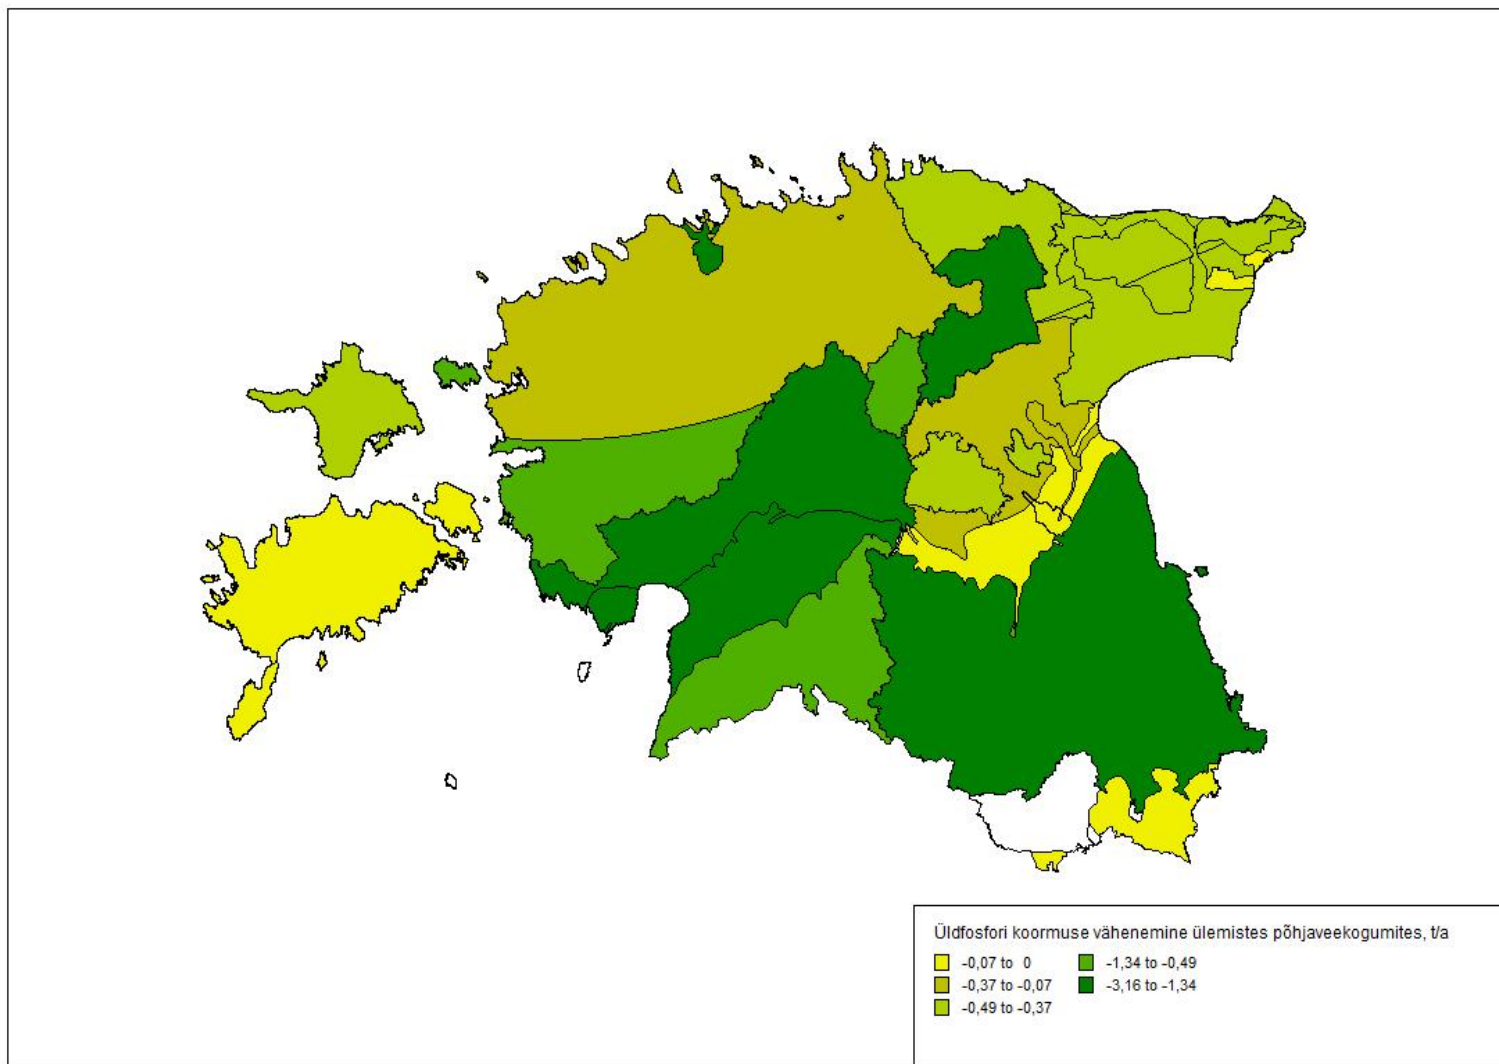 Üldfosfori koormuse vähenemine ülemistes põhjaveekogumites, t/a
-0,07 to 0
-0,37 to -0,07
-0,49 to -0,37
-1,34 to -0,49
-3,16 to -1,34